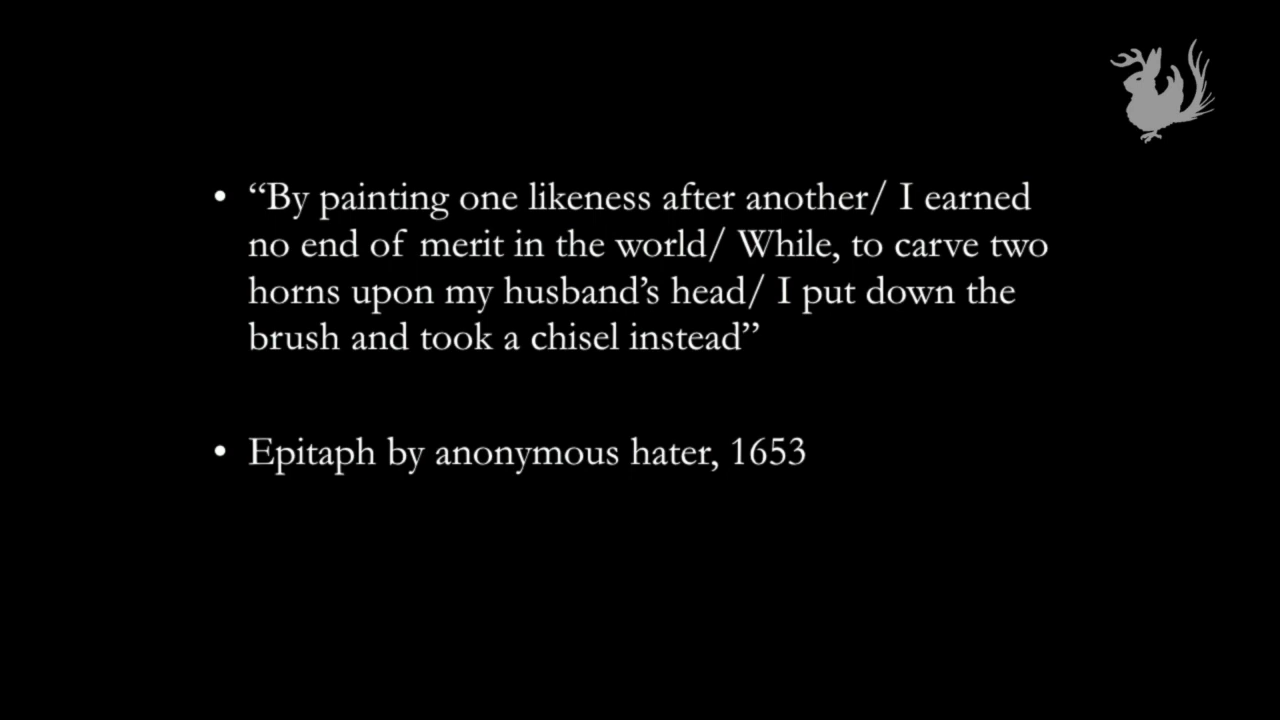 • “By painting one likeness after another/ I earned
no end of merit in the world/ While, to carve two
horns upon my husband’s head/ I put down the
brush and took a chisel instead”
• Epitaph by anonymous hater, 1653